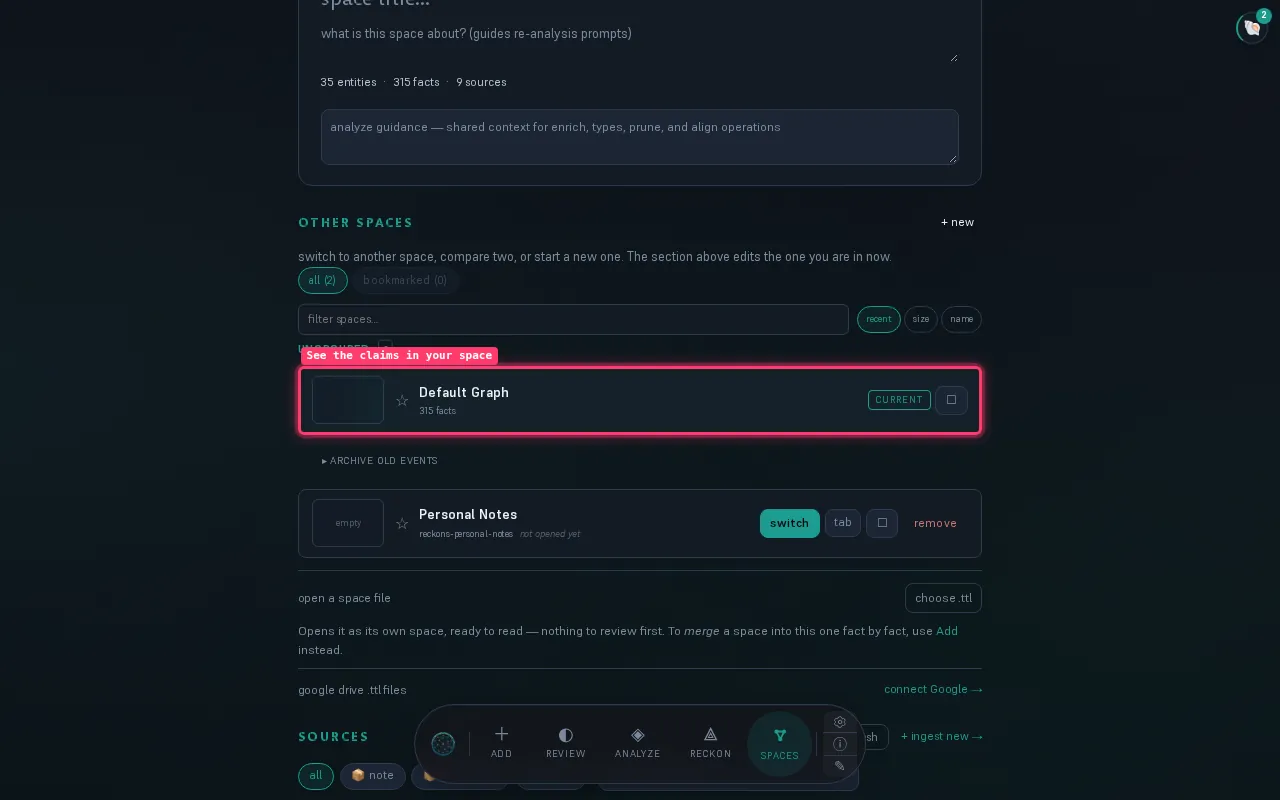 space title...
2
what is this space about? (guides re-analysis prompts)
35 entities · 315 facts · 9 sources
analyze guidance — shared context for enrich, types, prune, and align operations
OTHER SPACES
+ new
switch to another space, compare two, or start a new one. The section above edits the one you are in now.
all (2)
bookmarked (0)
filter spaces...
recent
size
name
See the claims in your space
Default Graph
315 facts
CURRENT
▸ ARCHIVE OLD EVENTS
empty
Personal Notes
reckons-personal-notes not opened yet
switch
tab
remove
open a space file
choose .ttl
Opens it as its own space, ready to read — nothing to review first. To merge a space into this one fact by fact, use Add
instead.
google drive .ttl files
connect Google →
SOURCES
sh
+ ingest new →
ADD
REVIEW
ANALYZE
RECKON
SPACES
all
note